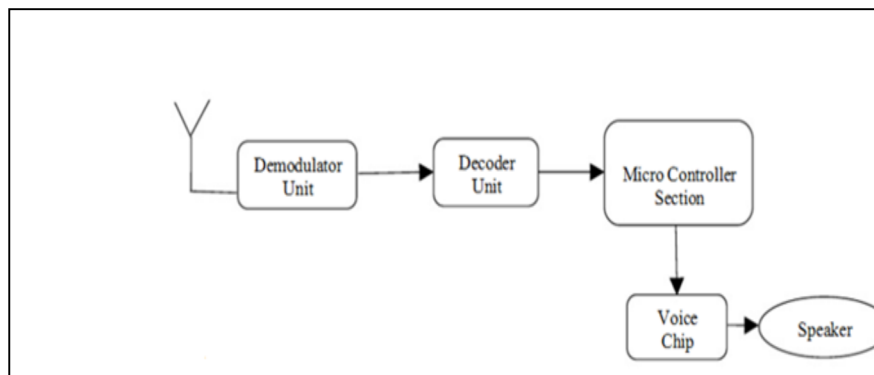 Demodulator
Unit
Decoder
Unit
Micro Controller
Section
Voice
Chip
Speaker